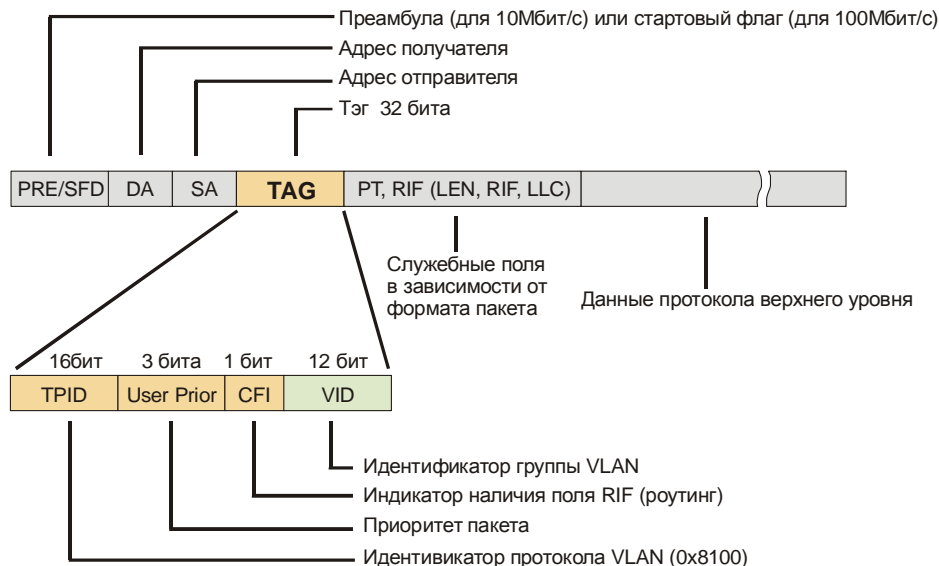 Преамбула (для 10Мбит/с) или стартовый флаг (для 100Мбит/с)
Адрес получателя
Адрес отправителя
Тэг 32 бита
PRE/SFD DA SA TAG PT, RIF (LEN, RIF, LLC)
Служебные поля
в зависимости от
формата пакета
Данные протокола верхнего уровня
16бит 3 бита 1 бит 12 бит
TPID User Prior CFI VID
Идентификатор группы VLAN
Индикатор наличия поля RIF (роутинг)
Приоритет пакета
Идентивикатор протокола VLAN (0x8100)